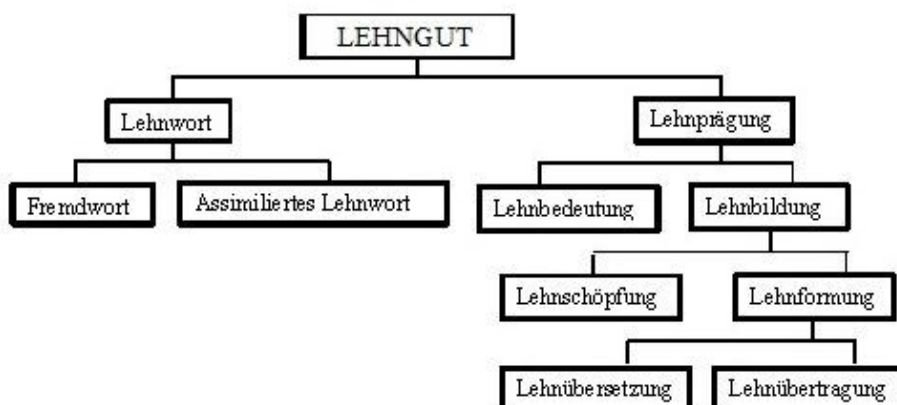 LEHNGUT
Lehnwort
Lehnprägung
Fremdwort
Assimiliertes Lehnwort
Lehnbedeutung
Lehnbildung
Lehnschöpfung
Lehnformung
Lehnübersetzung
Lehnübertragung